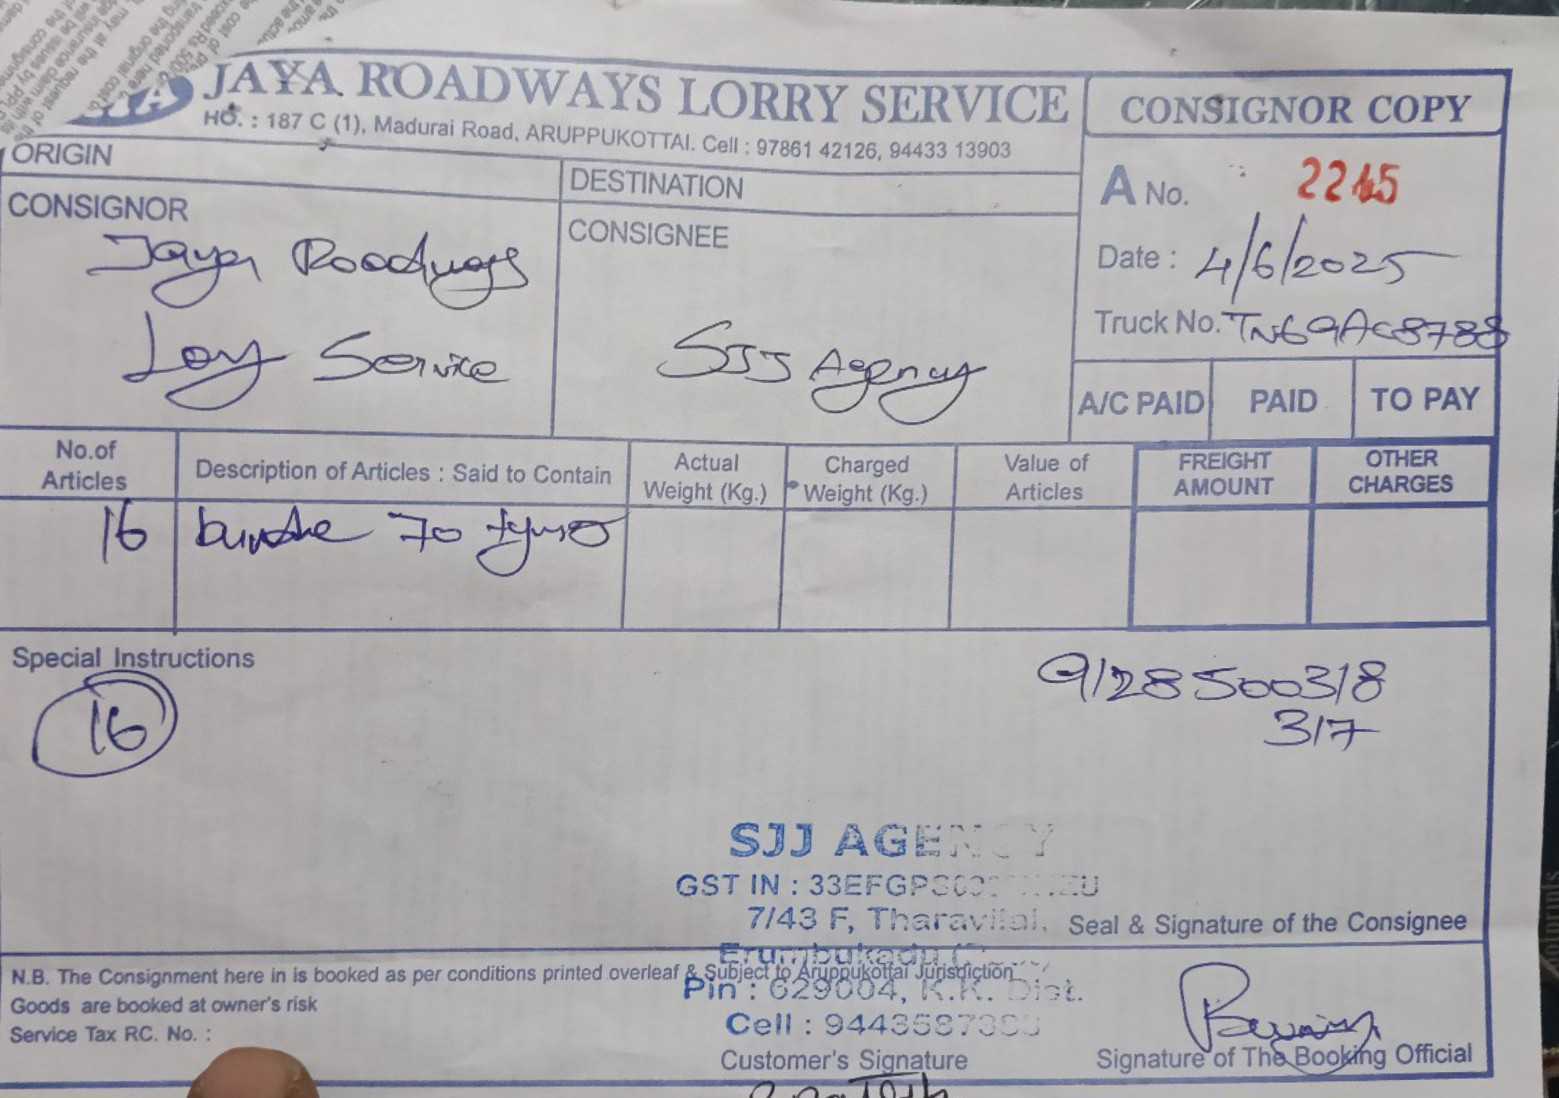 JAYA ROADWAYS LORRY SERVICE
HO. : 187 C (1), Madurai Road, ARUPPUKOTTAI. Cell : 97861 42126, 94433 13903
CONSIGNOR COPY
A No. 2245
Date : 4/6/2025
Truck No. TN69AC8788
A/C PAID PAID TO PAY
ORIGIN
DESTINATION
CONSIGNOR
Jaya Roadways
Loy Service
CONSIGNEE
SJJ Agency
No.of Articles
Description of Articles : Said to Contain
Actual Weight (Kg.)
Charged Weight (Kg.)
Value of Articles
FREIGHT AMOUNT
OTHER CHARGES
16 70
Special Instructions
16
9128500318
317
SJJ AGENCY
GST IN : 
7/43 F, Tharavilai,
Seal & Signature of the Consignee
Erumbukadu
N.B. The Consignment here in is booked as per conditions printed overleaf & Subject to Aruppukottai Jurisdiction
Pin : 629004, K.K. Dist.
Goods are booked at owner's risk
Cell :
Service Tax RC. No. :
Customer's Signature
Signature of The Booking Official